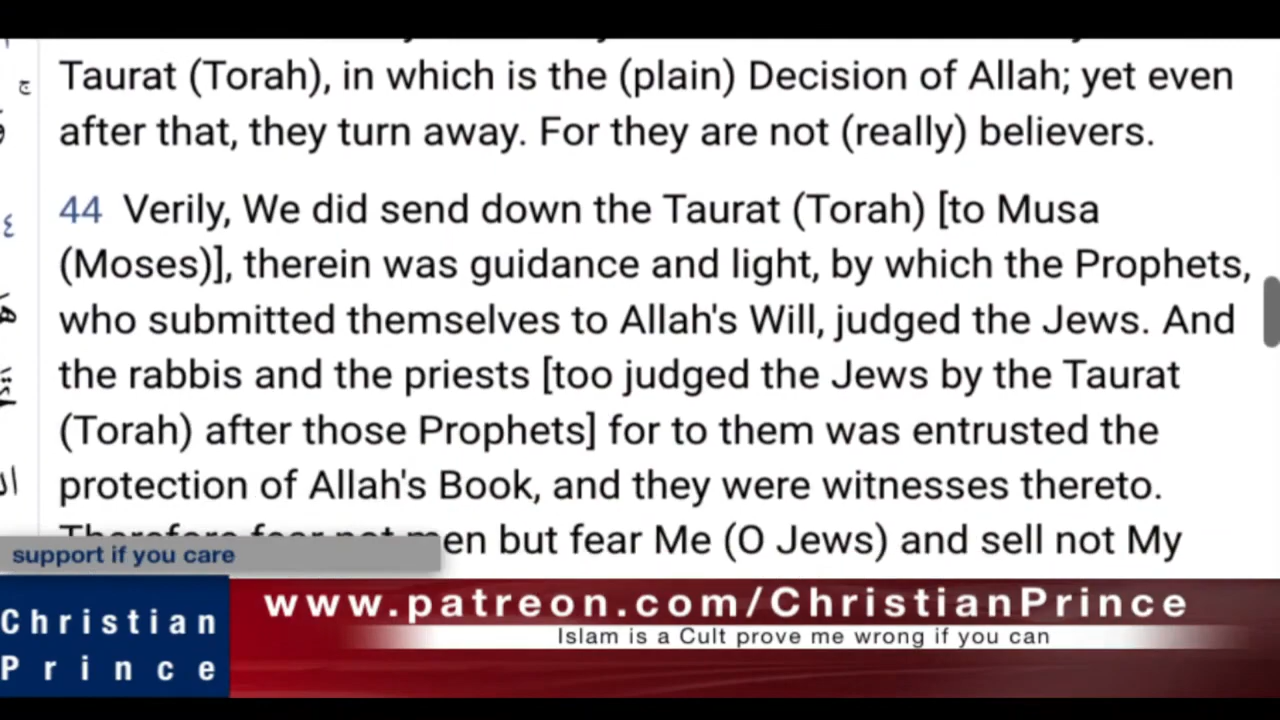 Taurat (Torah), in which is the (plain) Decision of Allah; yet even
after that, they turn away. For they are not (really) believers.
44 Verily, We did send down the Taurat (Torah) [to Musa
(Moses)], therein was guidance and light, by which the Prophets,
who submitted themselves to Allah's Will, judged the Jews. And
the rabbis and the priests [too judged the Jews by the Taurat
(Torah) after those Prophets] for to them was entrusted the
protection of Allah's Book, and they were witnesses thereto.
Therefore fear not men but fear Me (O Jews) and sell not My
support if you care
Christian
Prince
www.patreon.com/ChristianPrince
Islam is a Cult prove me wrong if you can